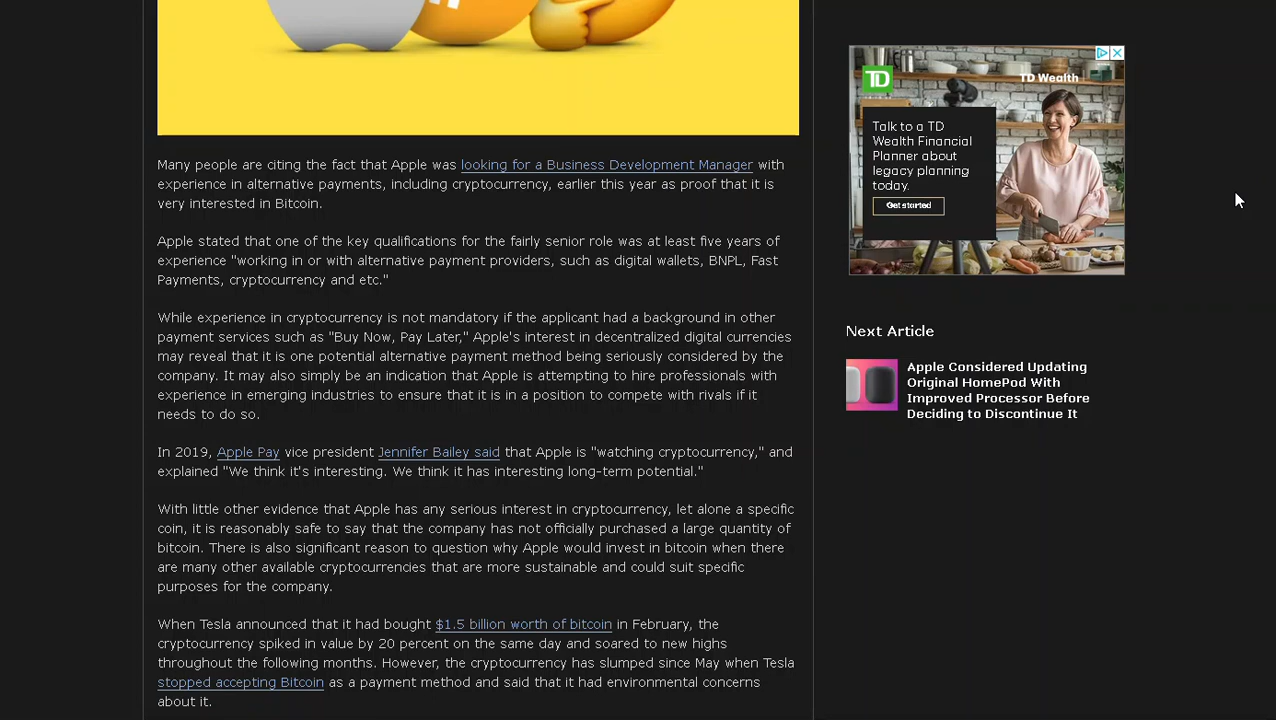 Many people are citing the fact that Apple was looking for a Business Development Manager with
experience in alternative payments, including cryptocurrency, earlier this year as proof that it is
very interested in Bitcoin.
Apple stated that one of the key qualifications for the fairly senior role was at least five years of
experience "working in or with alternative payment providers, such as digital wallets, BNPL, Fast
Payments, cryptocurrency and etc."
While experience in cryptocurrency is not mandatory if the applicant had a background in other
payment services such as "Buy Now, Pay Later," Apple's interest in decentralized digital currencies
may reveal that it is one potential alternative payment method being seriously considered by the
company. It may also simply be an indication that Apple is attempting to hire professionals with
experience in emerging industries to ensure that it is in a position to compete with rivals if it
needs to do so.
In 2019, Apple Pay vice president Jennifer Bailey said that Apple is "watching cryptocurrency," and
explained "We think it's interesting. We think it has interesting long-term potential."
With little other evidence that Apple has any serious interest in cryptocurrency, let alone a specific
coin, it is reasonably safe to say that the company has not officially purchased a large quantity of
bitcoin. There is also significant reason to question why Apple would invest in bitcoin when there
are many other available cryptocurrencies that are more sustainable and could suit specific
purposes for the company.
When Tesla announced that it had bought $1.5 billion worth of bitcoin in February, the
cryptocurrency spiked in value by 20 percent on the same day and soared to new highs
throughout the following months. However, the cryptocurrency has slumped since May when Tesla
stopped accepting Bitcoin as a payment method and said that it had environmental concerns
about it.
TD
TD Wealth
Talk to a TD
Wealth Financial
Planner about
legacy planning
today.
Get started
Next Article
Apple Considered Updating
Original HomePod With
Improved Processor Before
Deciding to Discontinue It